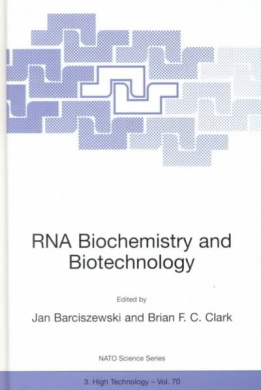 RNA Biochemistry and
Biotechnology
Edited by
Jan Barciszewski and Brian F. C. Clark
NATO Science Series
3. High Technology – Vol. 70